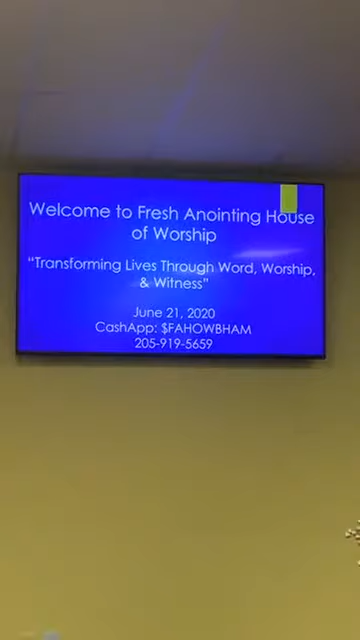 Welcome to Fresh Anointing House
of Worship
“Transforming Lives Through Word, Worship,
& Witness”
June 21, 2020
CashApp: $FAHOWBHAM
205-919-5659